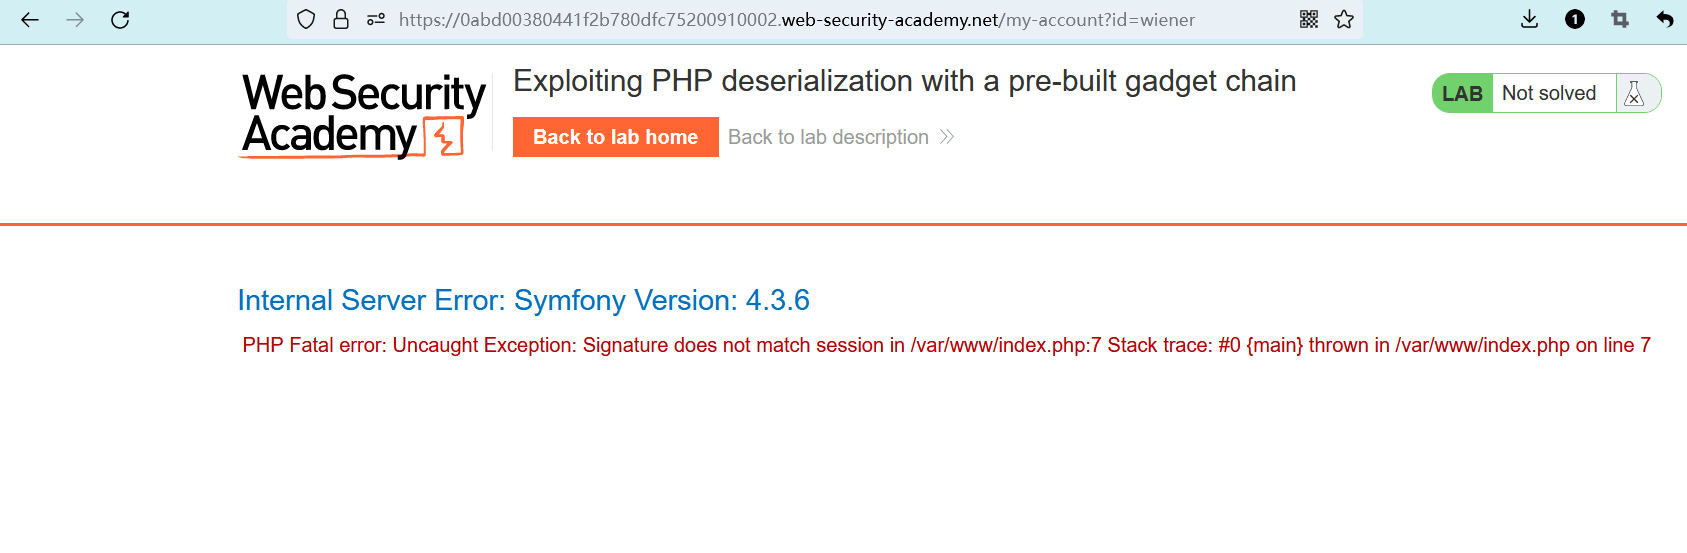 https://0abd00380441f2b780dfc75200910002.web-security-academy.net/my-account?id=wiener
1
Web Security
Academy
Exploiting PHP deserialization with a pre-built gadget chain
Back to lab home
Back to lab description
LAB
Not solved
Internal Server Error: Symfony Version: 4.3.6
PHP Fatal error: Uncaught Exception: Signature does not match session in /var/www/index.php:7 Stack trace: #0 {main} thrown in /var/www/index.php on line 7